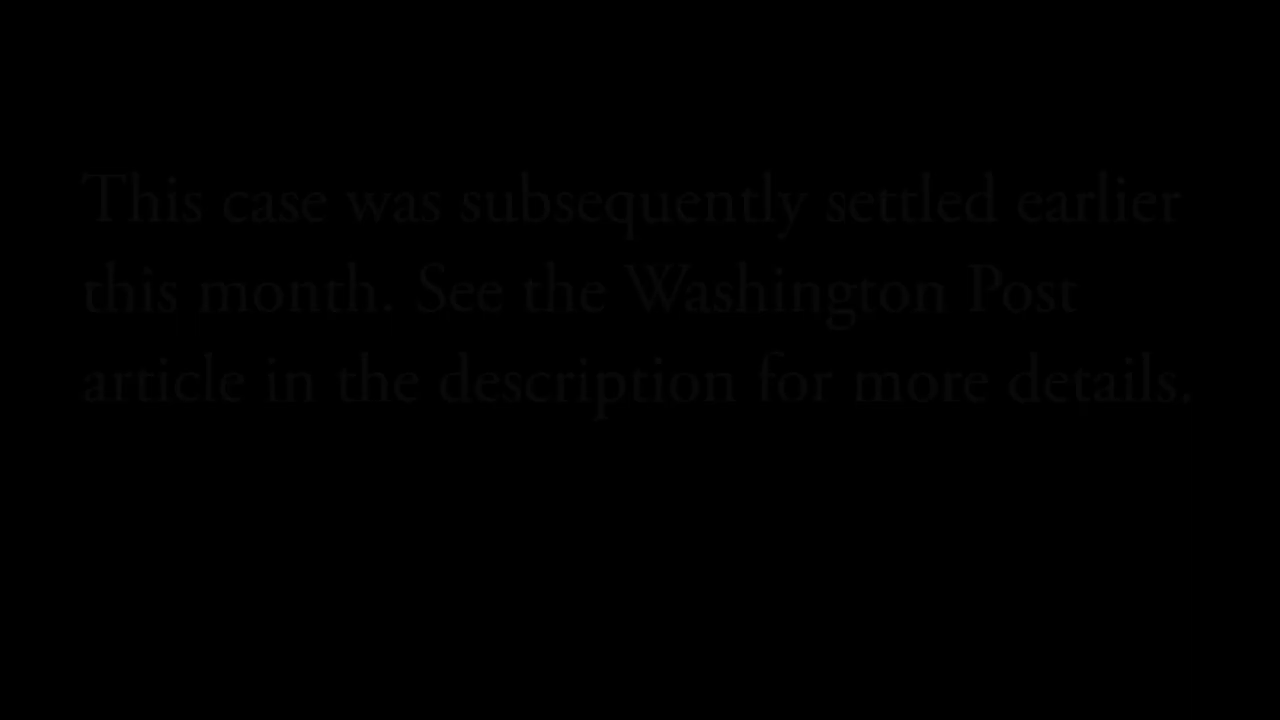 This case was subsequently settled earlier
this month. See the Washington Post
article in the description for more details.